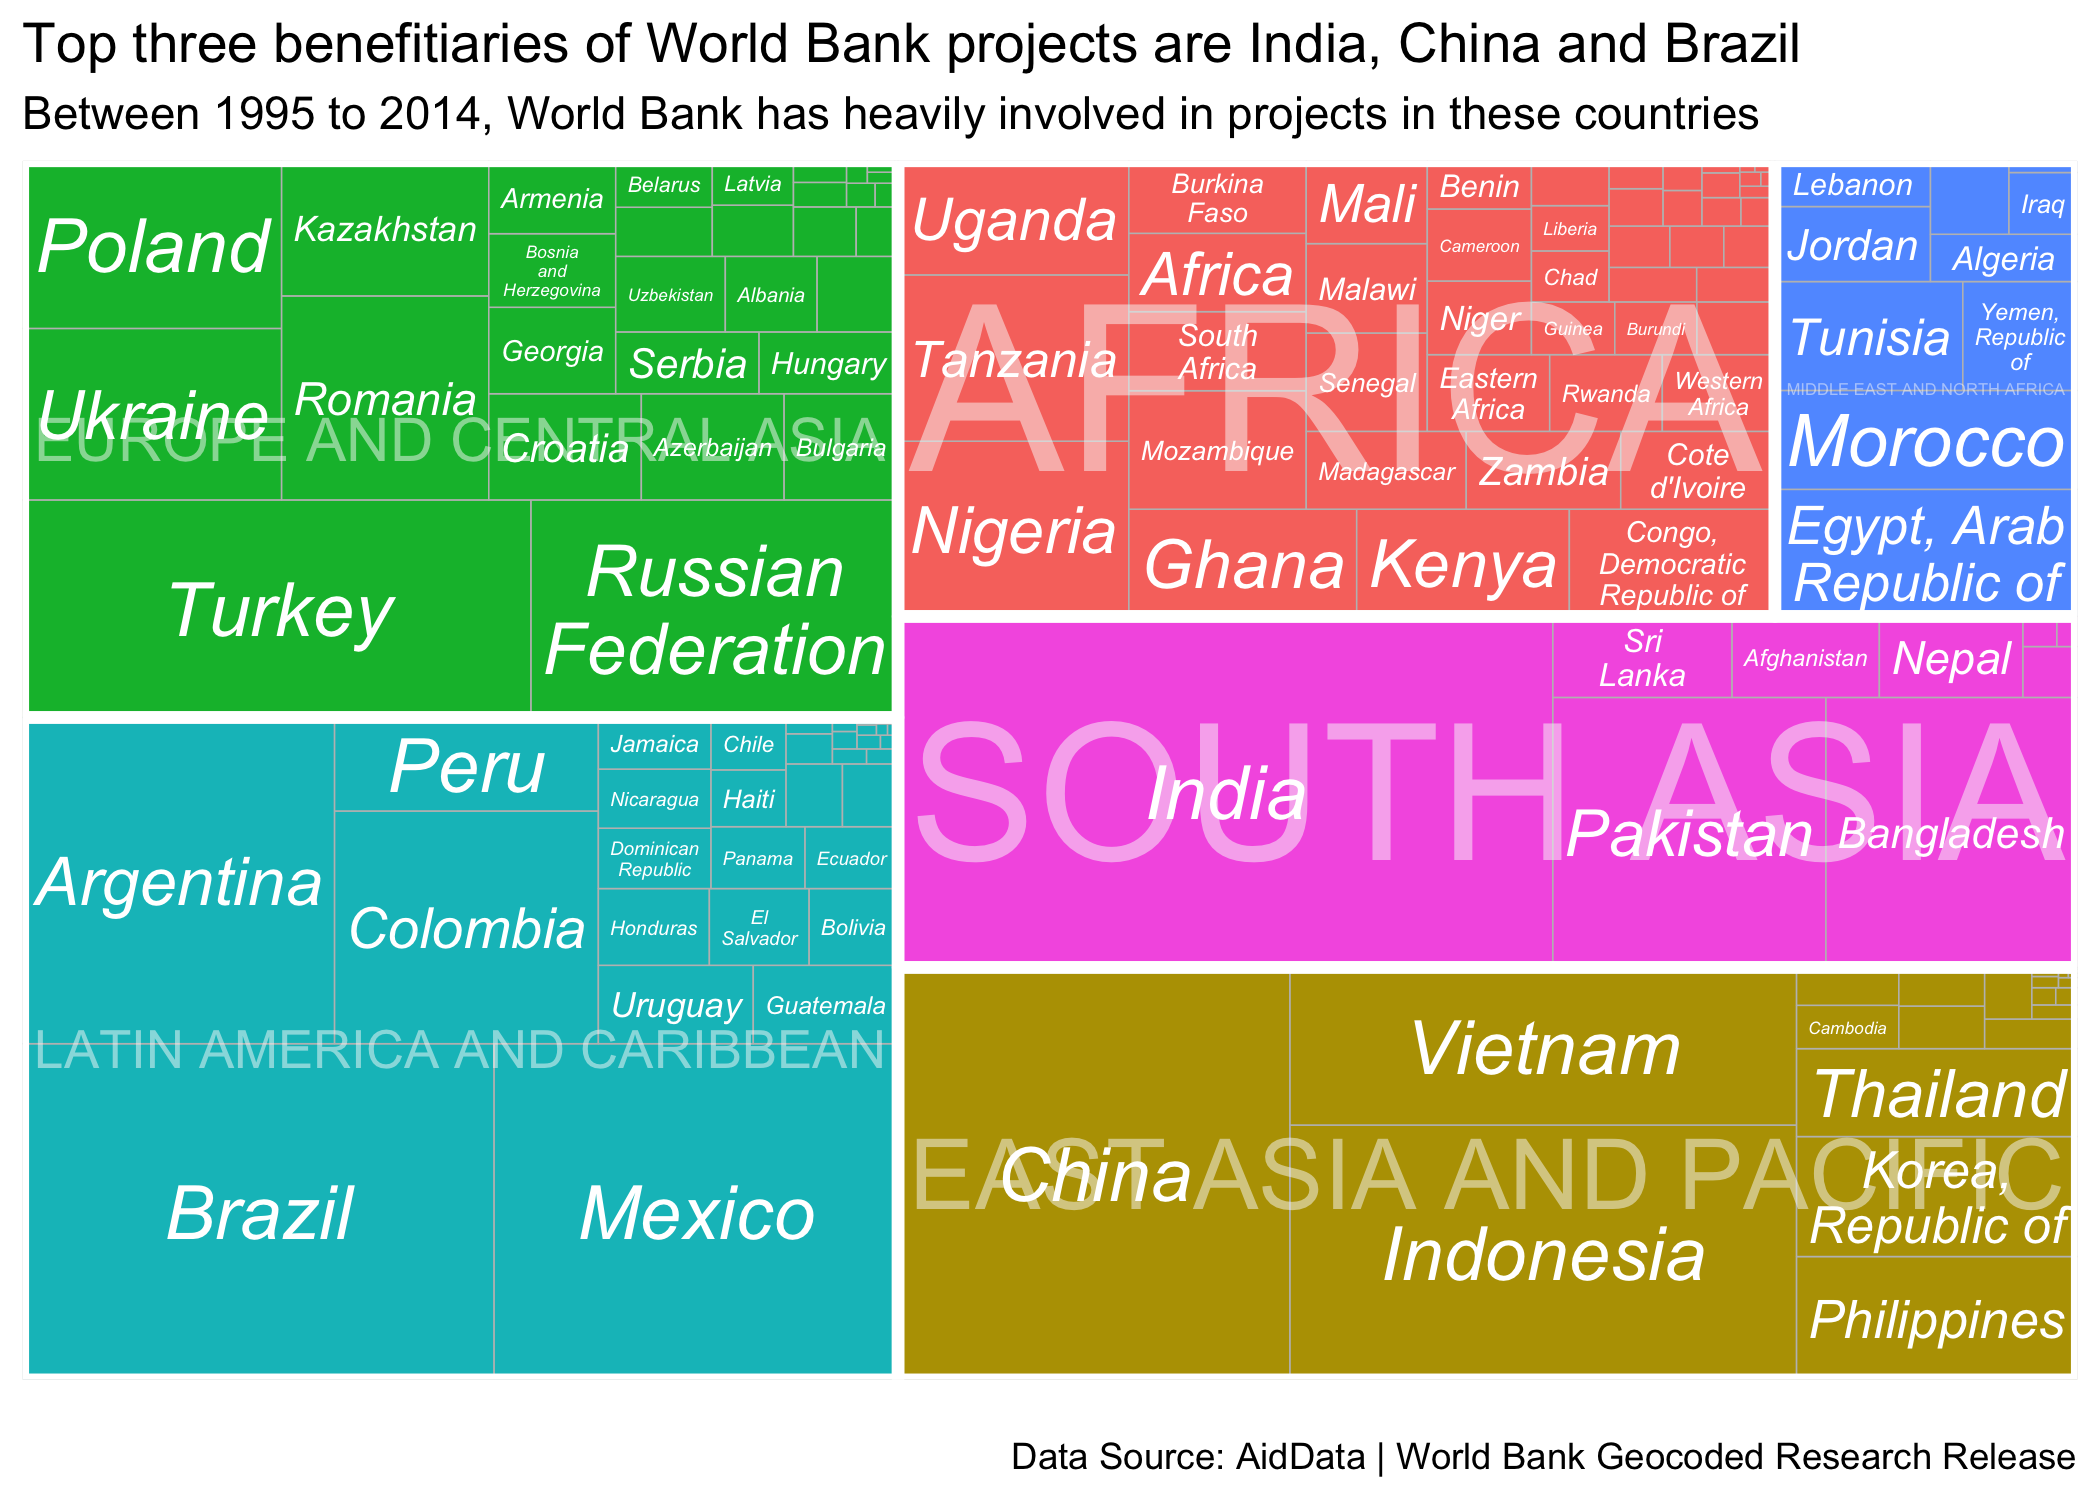 Top three benefitiaries of World Bank projects are India, China and Brazil
Between 1995 to 2014, World Bank has heavily involved in projects in these countries
Poland
Kazakhstan
Armenia
Belarus
Latvia
Bosnia
and
Herzegovina
Uzbekistan
Albania
Georgia
Serbia
Hungary
Ukraine
Romania
Croatia
Azerbaijan
Bulgaria
EUROPE AND CENTRAL ASIA
Turkey
Russian
Federation
Uganda
Burkina
Faso
Mali
Benin
Liberia
Cameroon
Africa
Malawi
Chad
Niger
Guinea
Burundi
Tanzania
South
Africa
Senegal
Eastern
Africa
Rwanda
Western
Africa
AFRICA
Mozambique
Madagascar
Zambia
Cote
d'Ivoire
Nigeria
Ghana
Kenya
Congo,
Democratic
Republic of
Lebanon
Iraq
Jordan
Algeria
Tunisia
Yemen,
Republic
of
MIDDLE EAST AND NORTH AFRICA
Morocco
Egypt, Arab
Republic of
Argentina
Peru
Jamaica
Chile
Nicaragua
Haiti
Dominican
Republic
Panama
Ecuador
Colombia
Honduras
El
Salvador
Bolivia
Uruguay
Guatemala
LATIN AMERICA AND CARIBBEAN
Brazil
Mexico
Sri
Lanka
Afghanistan
Nepal
SOUTH ASIA
India
Pakistan
Bangladesh
China
Vietnam
Cambodia
Thailand
EAST ASIA AND PACIFIC
Korea,
Republic of
Indonesia
Philippines
Data Source: AidData | World Bank Geocoded Research Release